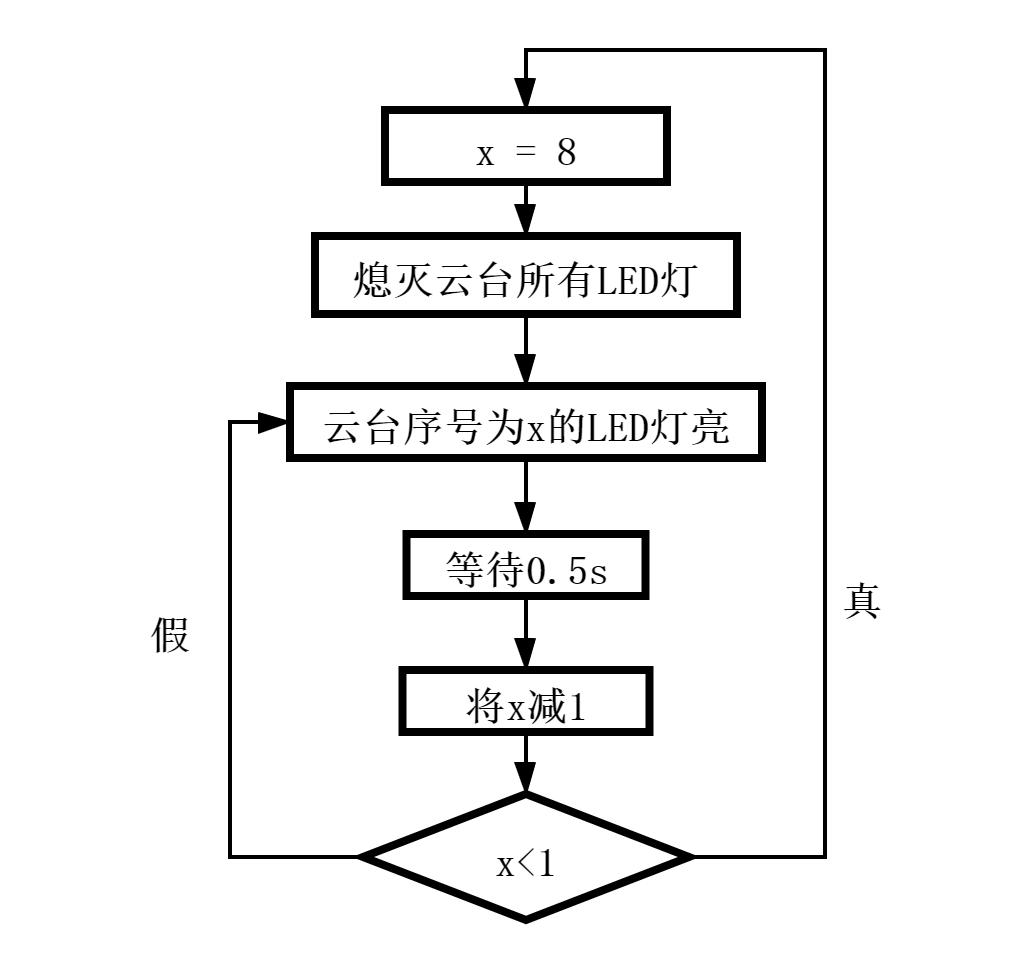 x = 8
熄灭云台所有LED灯
云台序号为x的LED灯亮
等待0.5s
真
假
将x减1
x<1